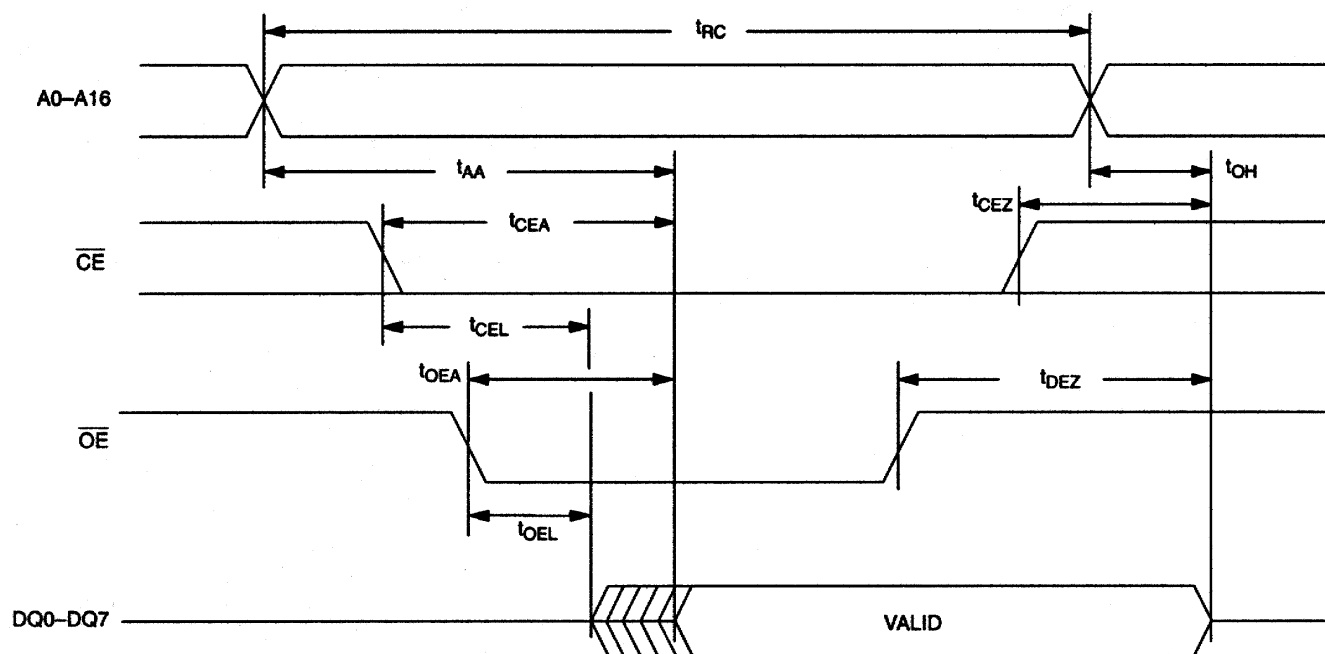 tRC
A0–A16
tAA
tOH
tCEA
tCEZ
CE
tCEL
tOEA
tDEZ
OE
tOEL
DQ0–DQ7
VALID